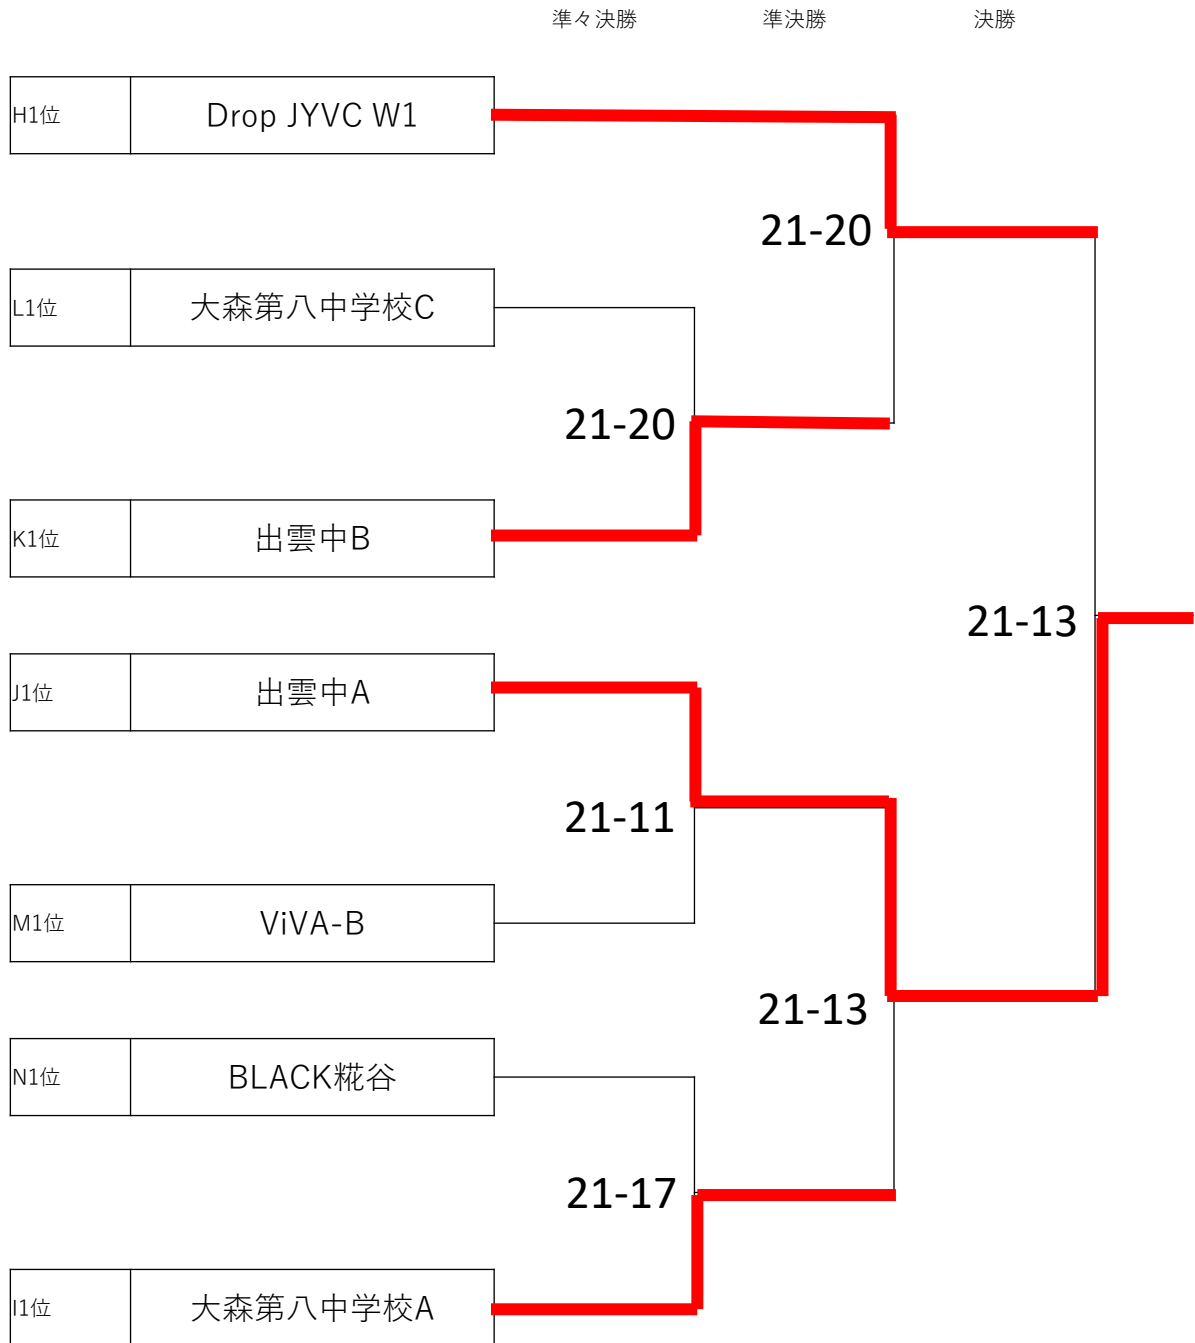 準々決勝 準決勝 決勝
H1位 Drop JYVC W1
21-20
L1位 大森第八中学校C
21-20
K1位 出雲中B
21-13
J1位 出雲中A
21-11
M1位 ViVA-B
21-13
N1位 BLACK糀谷
21-17
I1位 大森第八中学校A